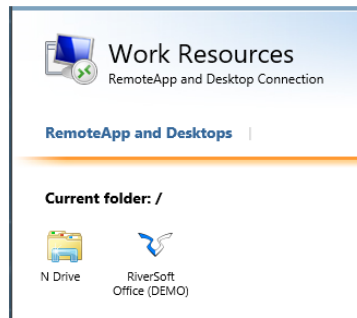 Work Resources
RemoteApp and Desktop Connection
RemoteApp and Desktops
Current folder: /
N Drive
RiverSoft
Office (DEMO)